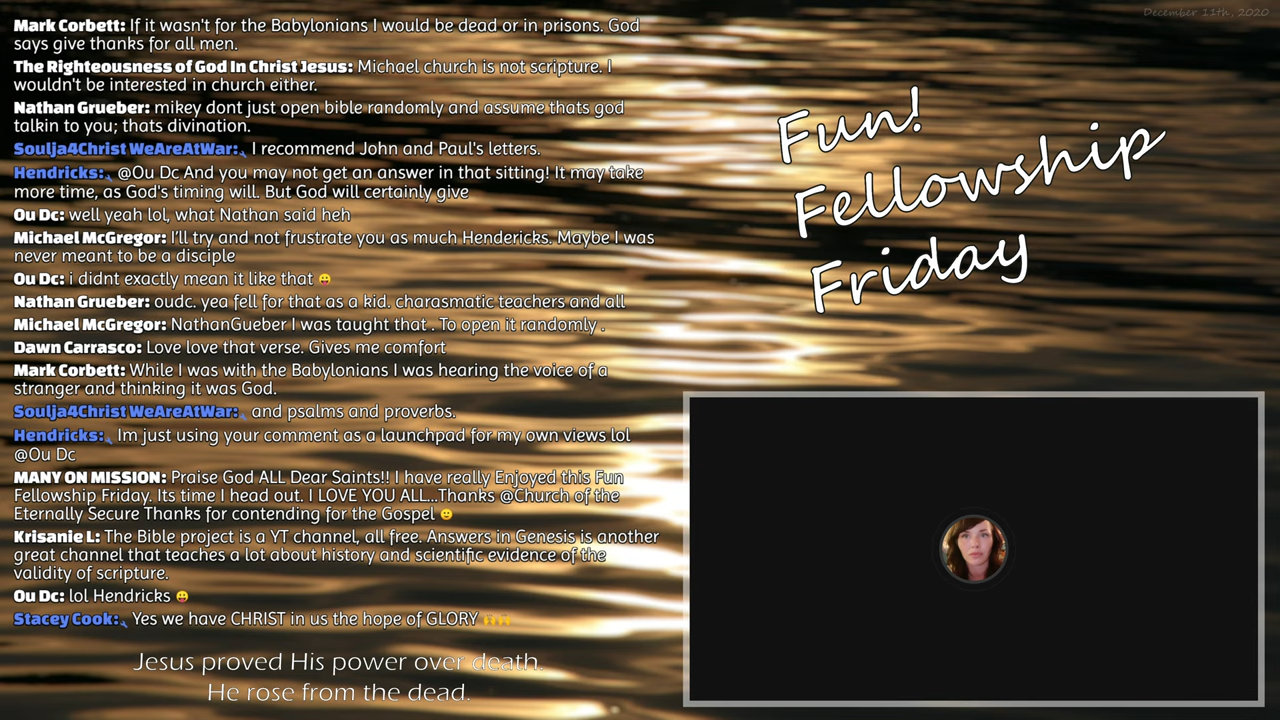 December 11th, 2020
Mark Corbett: If it wasn't for the Babylonians I would be dead or in prisons. God
says give thanks for all men.
The Righteousness of God In Christ Jesus: Michael church is not scripture. I
wouldn't be interested in church either.
Nathan Grueber: mikey dont just open bible randomly and assume thats god
talkin to you; thats divination.
Soulja4Christ WeAreAtWar: I recommend John and Paul's letters.
Hendricks: @Ou Dc And you may not get an answer in that sitting! It may take
more time, as God's timing will. But God will certainly give
Ou Dc: well yeah lol, what Nathan said heh
Michael McGregor: I'll try and not frustrate you as much Hendericks. Maybe I was
never meant to be a disciple
Ou Dc: i didnt exactly mean it like that 😛
Nathan Grueber: oudc. yea fell for that as a kid. charasmatic teachers and all
Michael McGregor: NathanGueber I was taught that . To open it randomly .
Dawn Carrasco: Love love that verse. Gives me comfort
Mark Corbett: While I was with the Babylonians I was hearing the voice of a
stranger and thinking it was God.
Soulja4Christ WeAreAtWar: and psalms and proverbs.
Hendricks: Im just using your comment as a launchpad for my own views lol
@Ou Dc
MANY ON MISSION: Praise God ALL Dear Saints!! I have really Enjoyed this Fun
Fellowship Friday. Its time I head out. I LOVE YOU ALL...Thanks @Church of the
Eternally Secure Thanks for contending for the Gospel 🙂
Krisanie L: The Bible project is a YT channel, all free. Answers in Genesis is another
great channel that teaches a lot about history and scientific evidence of the
validity of scripture.
Ou Dc: lol Hendricks 😛
Stacey Cook: Yes we have CHRIST in us the hope of GLORY 🙌🙌
Jesus proved His power over death.
He rose from the dead.
Fun!
Fellowship
Friday